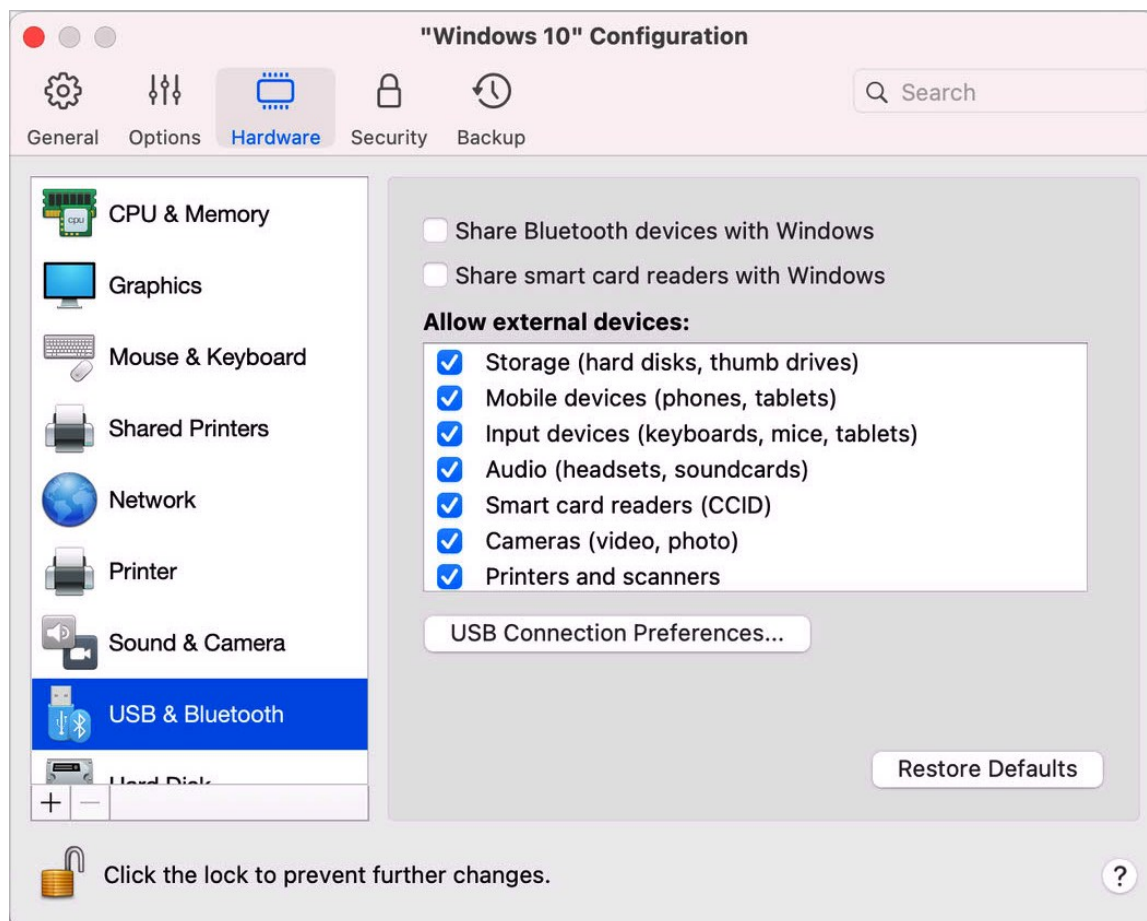 "Windows 10" Configuration
General Options Hardware Security Backup
Search
CPU & Memory
Graphics
Mouse & Keyboard
Shared Printers
Network
Printer
Sound & Camera
USB & Bluetooth
Hard Disk
Share Bluetooth devices with Windows
Share smart card readers with Windows
Allow external devices:
Storage (hard disks, thumb drives)
Mobile devices (phones, tablets)
Input devices (keyboards, mice, tablets)
Audio (headsets, soundcards)
Smart card readers (CCID)
Cameras (video, photo)
Printers and scanners
USB Connection Preferences...
Restore Defaults
Click the lock to prevent further changes.
?